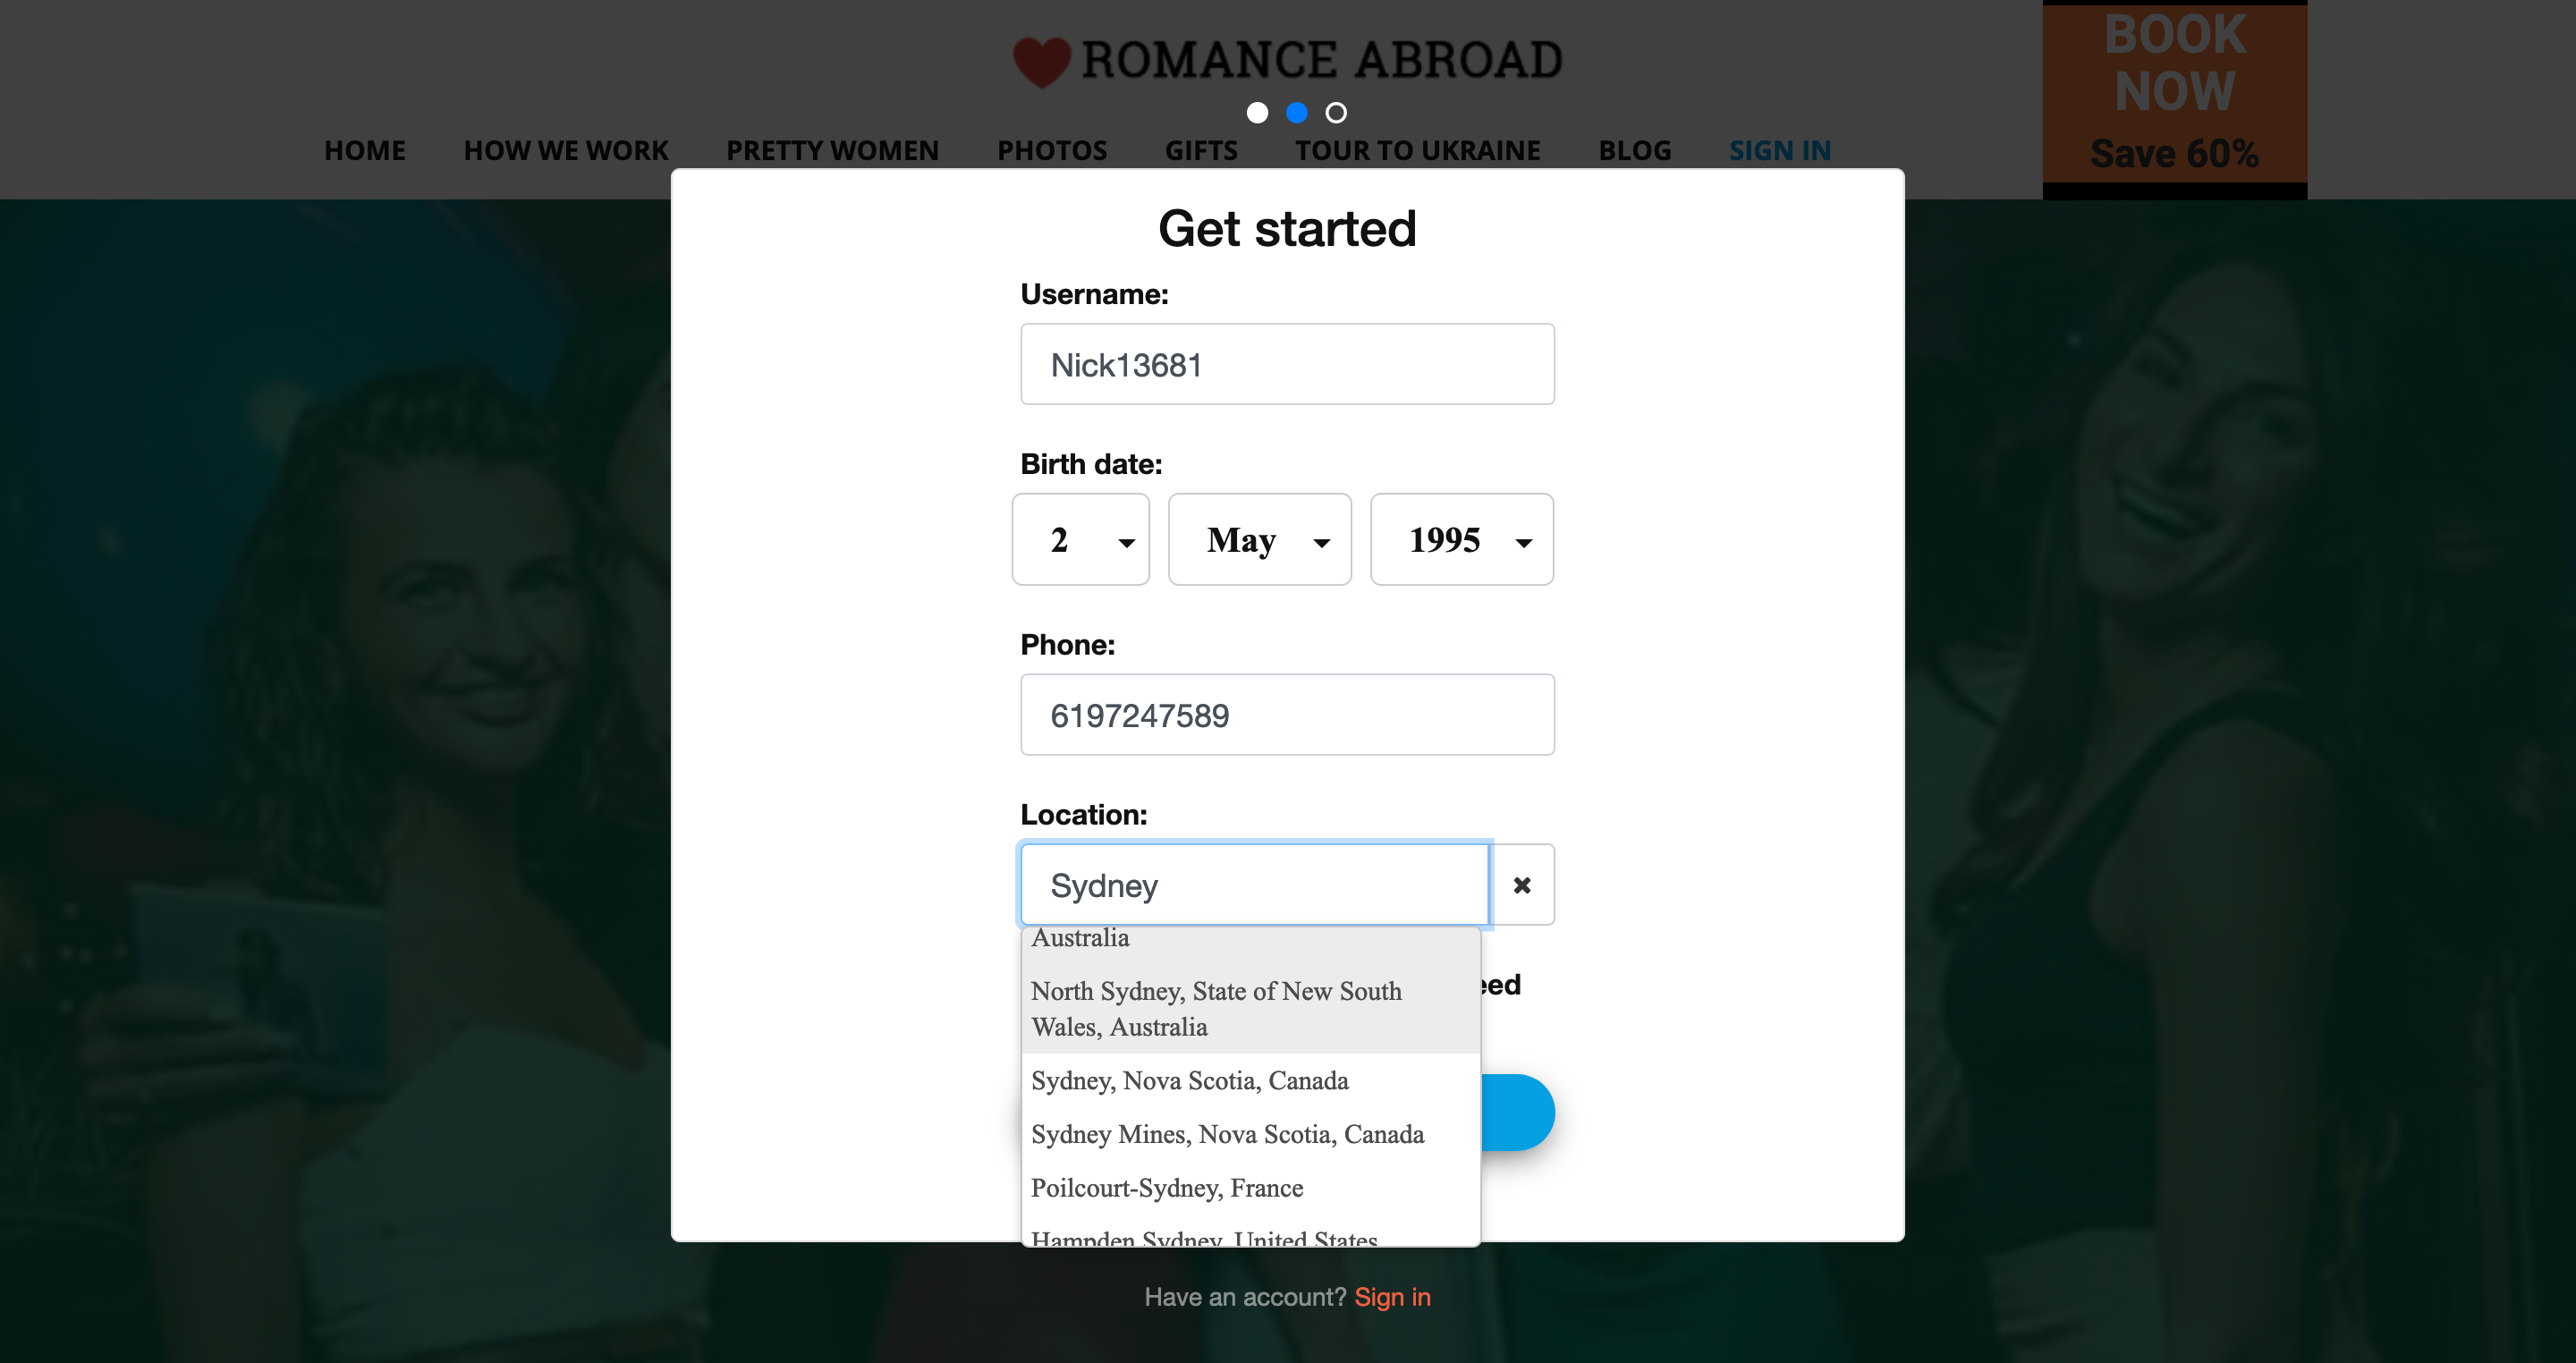 ROMANCE ABROAD
BOOK
NOW
Save 60%
HOME HOW WE WORK PRETTY WOMEN PHOTOS GIFTS TOUR TO UKRAINE BLOG SIGN IN
Get started
Username:
Nick13681
Birth date:
2 May 1995
Phone:
6197247589
Location:
Sydney
Australia
North Sydney, State of New South
Wales, Australia
Sydney, Nova Scotia, Canada
Sydney Mines, Nova Scotia, Canada
Poilcourt-Sydney, France
Hampden Sydney, United States
Have an account? Sign in